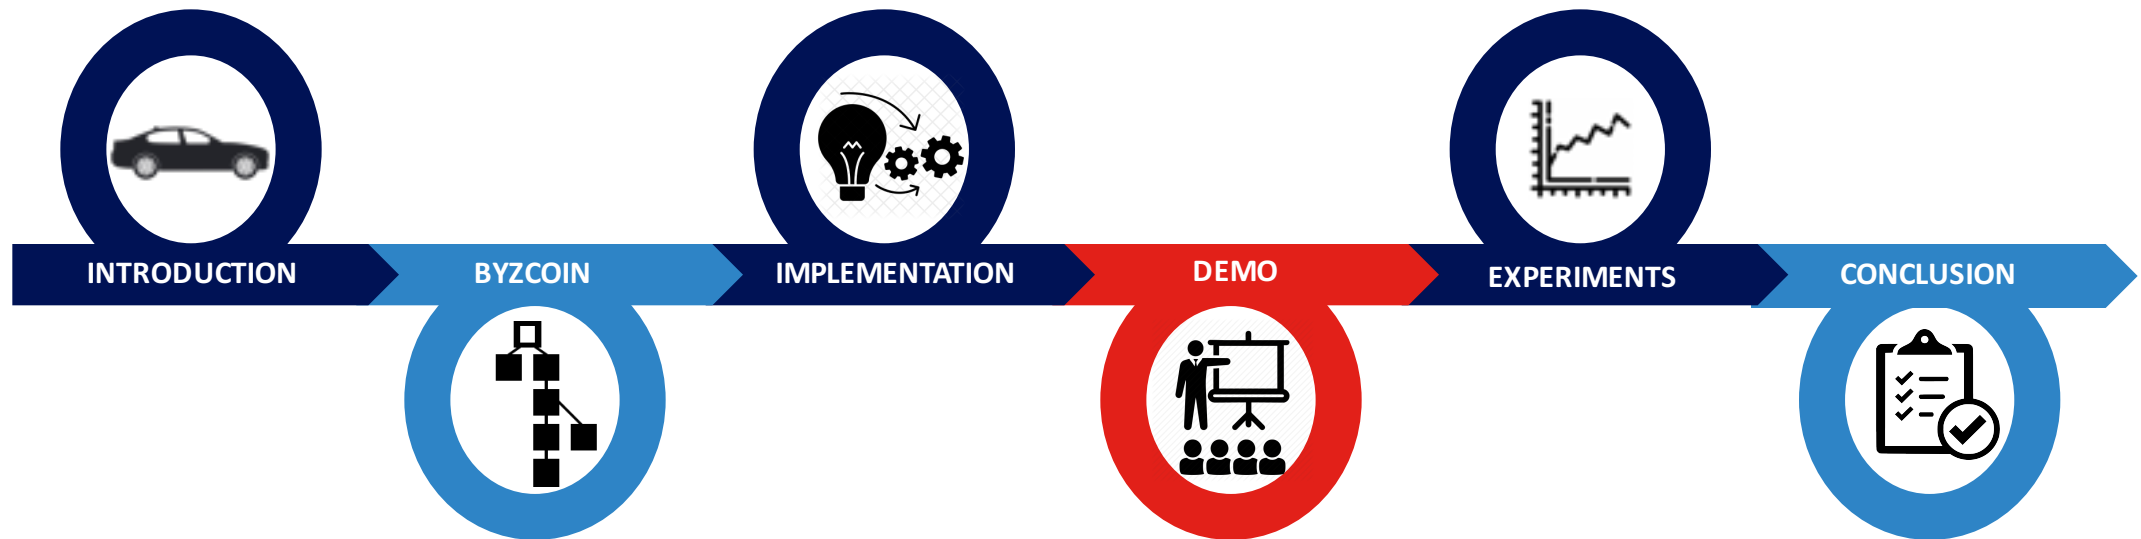 INTRODUCTION
BYZCOIN
IMPLEMENTATION
DEMO
EXPERIMENTS
CONCLUSION